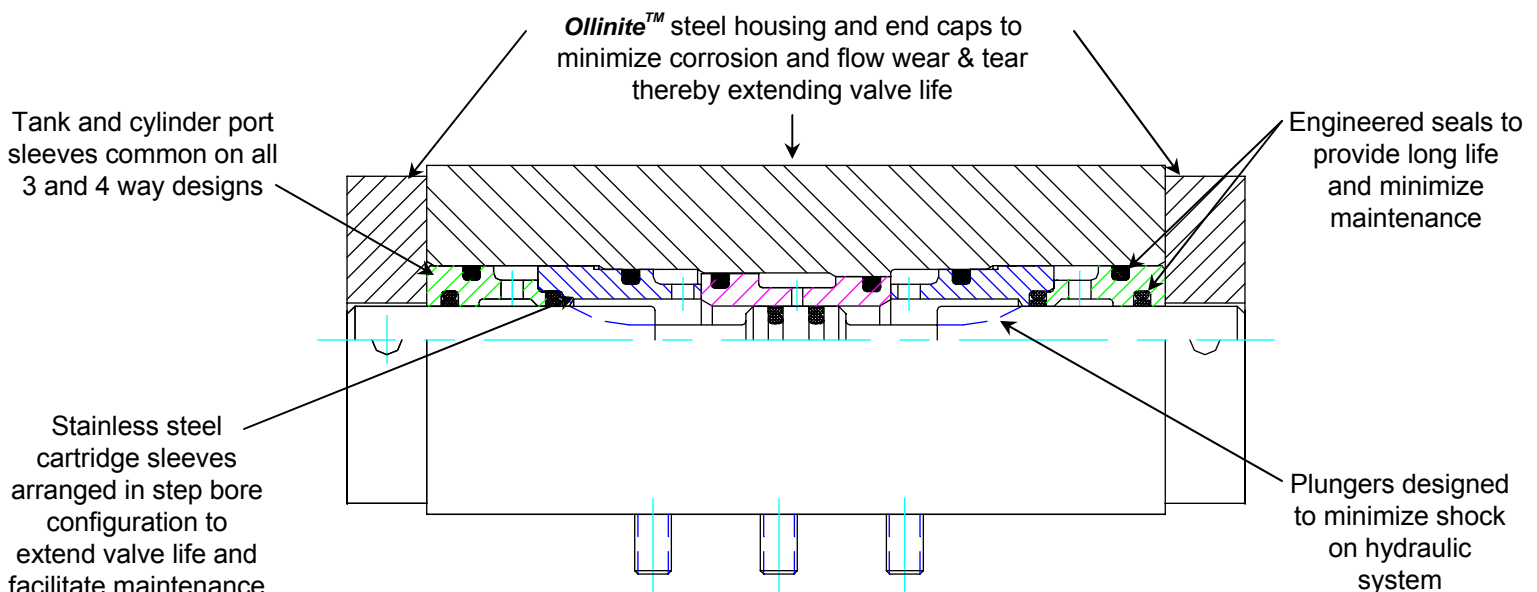 Ollinite™ steel housing and end caps to
minimize corrosion and flow wear & tear
thereby extending valve life
Tank and cylinder port
sleeves common on all
3 and 4 way designs
Engineered seals to
provide long life
and minimize
maintenance
Stainless steel
cartridge sleeves
arranged in step bore
configuration to
extend valve life and
facilitate maintenance
Plungers designed
to minimize shock
on hydraulic
system